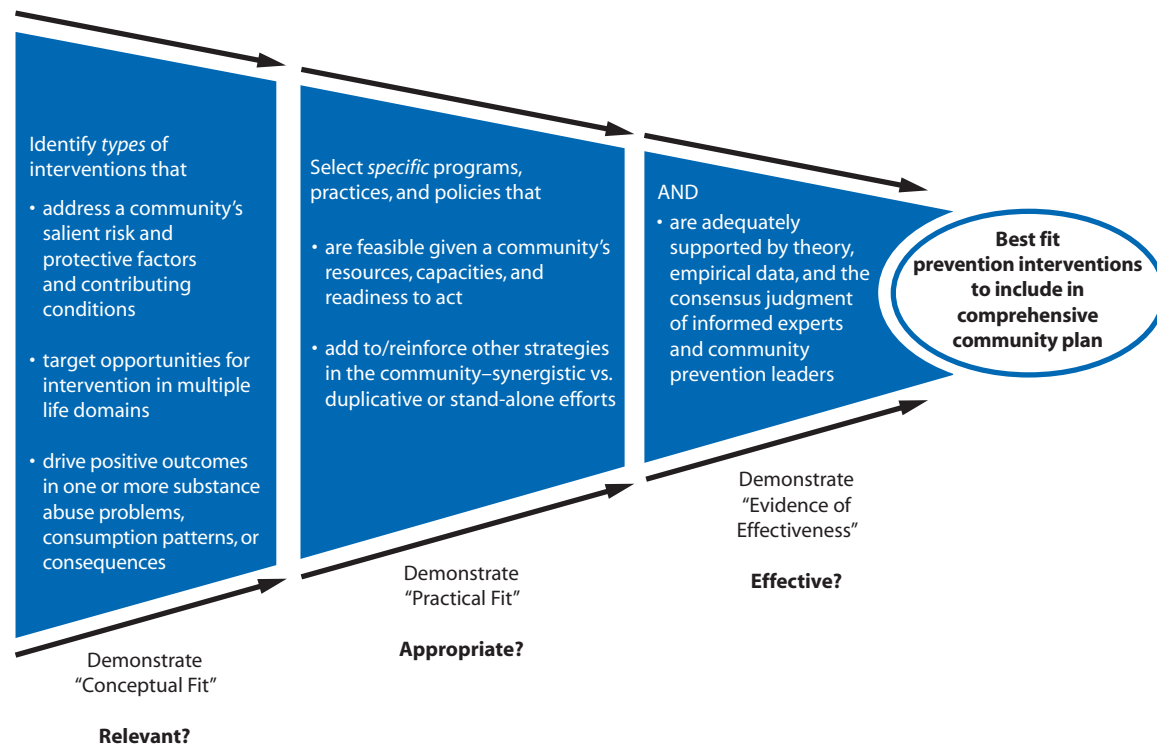 Identify types of
interventions that
• address a community’s
salient risk and
protective factors
and contributing
conditions
• target opportunities for
intervention in multiple
life domains
• drive positive outcomes
in one or more substance
abuse problems,
consumption patterns, or
consequences
Demonstrate
“Conceptual Fit”
Relevant?
Select specific programs,
practices, and policies that
• are feasible given a community’s
resources, capacities, and
readiness to act
• add to/reinforce other strategies
in the community–synergistic vs.
duplicative or stand-alone efforts
Demonstrate
“Practical Fit”
Appropriate?
AND
• are adequately
supported by theory,
empirical data, and the
consensus judgment
of informed experts
and community
prevention leaders
Demonstrate
“Evidence of
Effectiveness”
Effective?
Best fit
prevention interventions
to include in
comprehensive
community plan